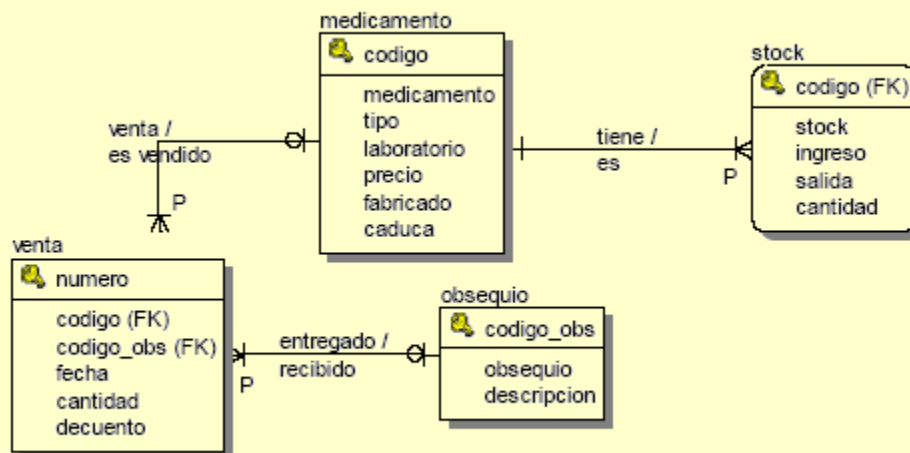 medicamento
codigo
medicamento
tipo
laboratorio
precio
fabricado
caduca
stock
codigo (FK)
stock
ingreso
salida
cantidad
tiene /
es
P
venta /
es vendido
P
venta
numero
codigo (FK)
codigo_obs (FK)
fecha
cantidad
decuento
entregado /
recibido
P
obsequio
codigo_obs
obsequio
descripcion